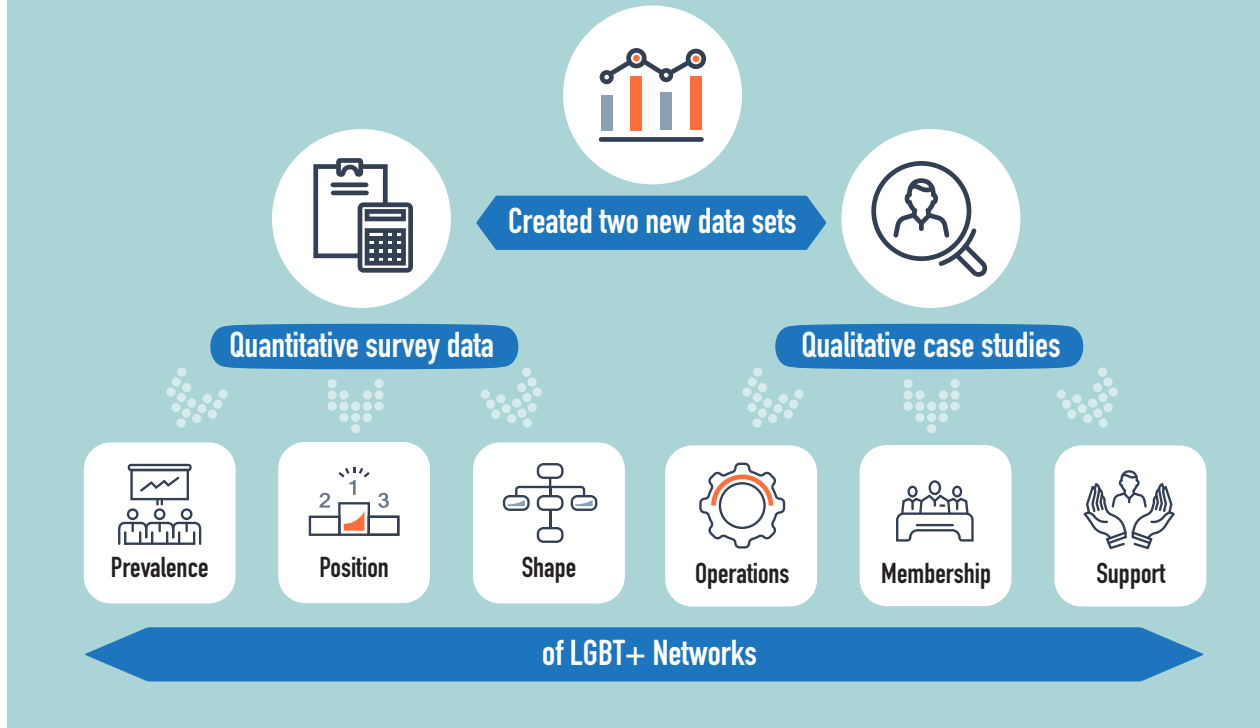 Created two new data sets
Quantitative survey data
Qualitative case studies
2 1 3
Prevalence
Position
Shape
Operations
Membership
Support
of LGBT+ Networks